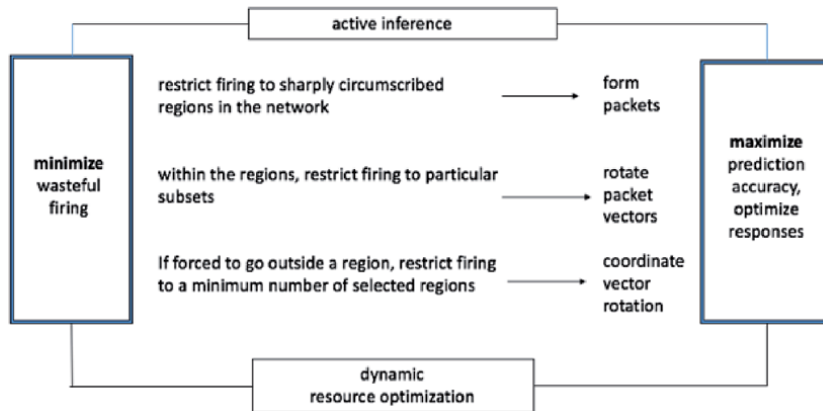 active inference
minimize
wasteful
firing
restrict firing to sharply circumscribed
regions in the network
form
packets
within the regions, restrict firing to particular
subsets
rotate
packet
vectors
If forced to go outside a region, restrict firing
to a minimum number of selected regions
coordinate
vector
rotation
maximize
prediction
accuracy,
optimize
responses
dynamic
resource optimization